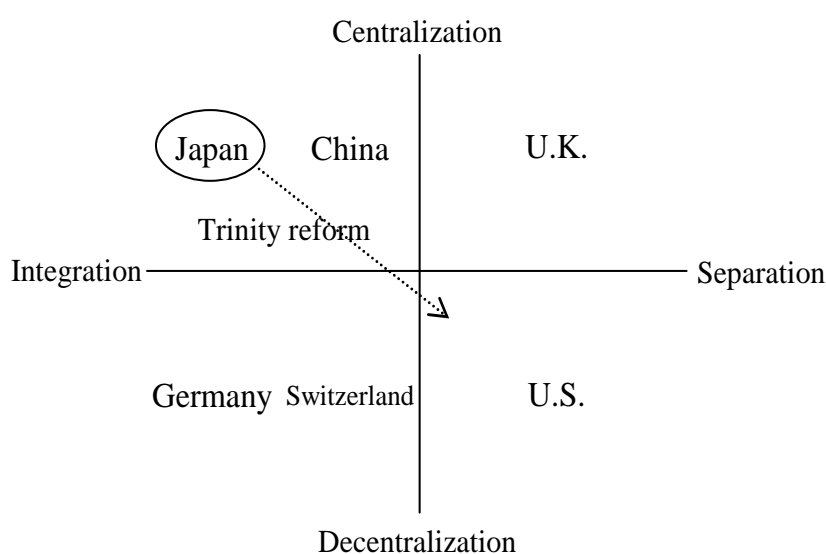 Centralization
Japan China U.K.
Trinity reform
Integration Separation
Germany Switzerland U.S.
Decentralization